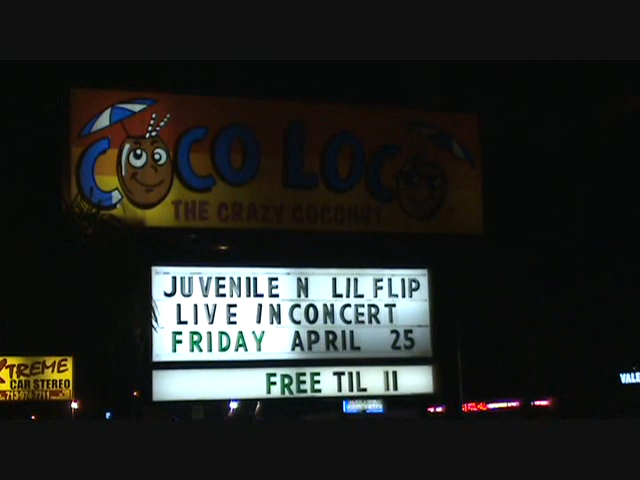 COCO LOCO
THE CRAZY COCONUT
JUVENILE N LIL FLIP
LIVE IN CONCERT
FRIDAY APRIL 25
FREE TIL 11
XTREME
CAR STEREO